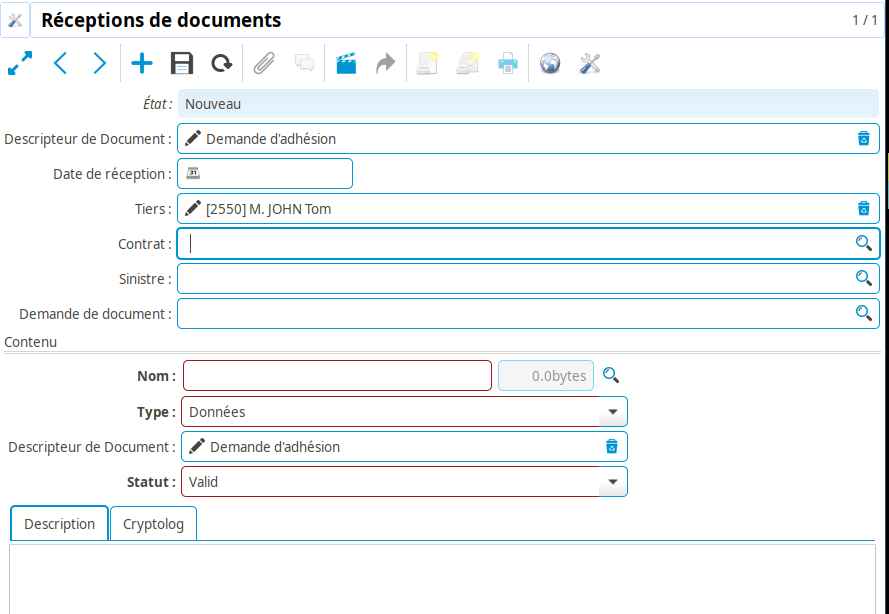 Réceptions de documents
1 / 1
État :
Nouveau
Descripteur de Document :
Demande d'adhésion
Date de réception :
31
Tiers :
[2550] M. JOHN Tom
Contrat :
Sinistre :
Demande de document :
Contenu
Nom :
0.0bytes
Type :
Données
Descripteur de Document :
Demande d'adhésion
Statut :
Valid
Description
Cryptolog